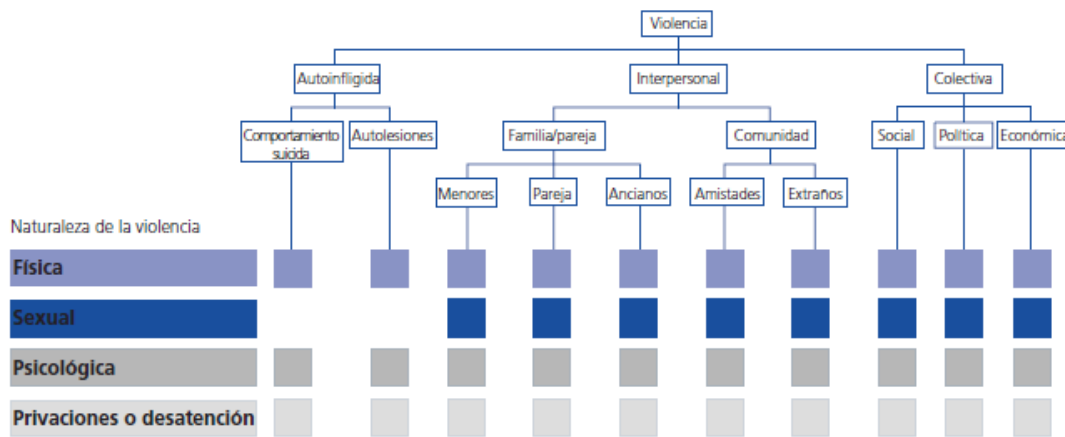 Violencia
Autoinfligida
Interpersonal
Colectiva
Comportamiento
suicida
Autolesiones
Familia/pareja
Comunidad
Social
Política
Económica
Menores
Pareja
Ancianos
Amistades
Extraños
Naturaleza de la violencia
Física
Sexual
Psicológica
Privaciones o desatención